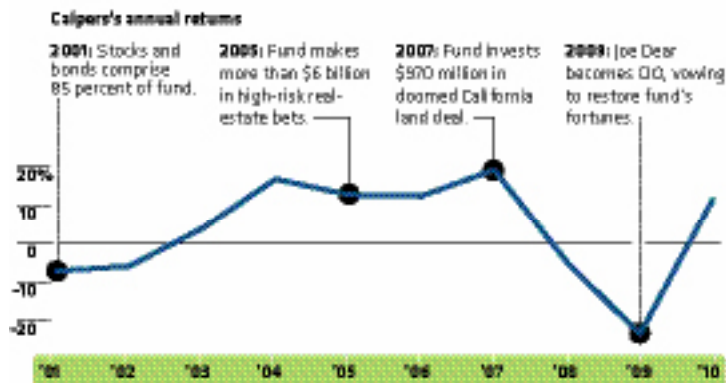 Calpers's annual returns
2001: Stocks and
bonds comprise
85 percent of fund.
2005: Fund makes
more than $6 billion
in high-risk real-
estate bets.
2007: Fund invests
$970 million in
doomed California
land deal.
2009: Joe Dear
becomes CIO, vowing
to restore fund's
fortunes.
20%
10
0
-10
-20
'01 '02 '03 '04 '05 '06 '07 '08 '09 '10